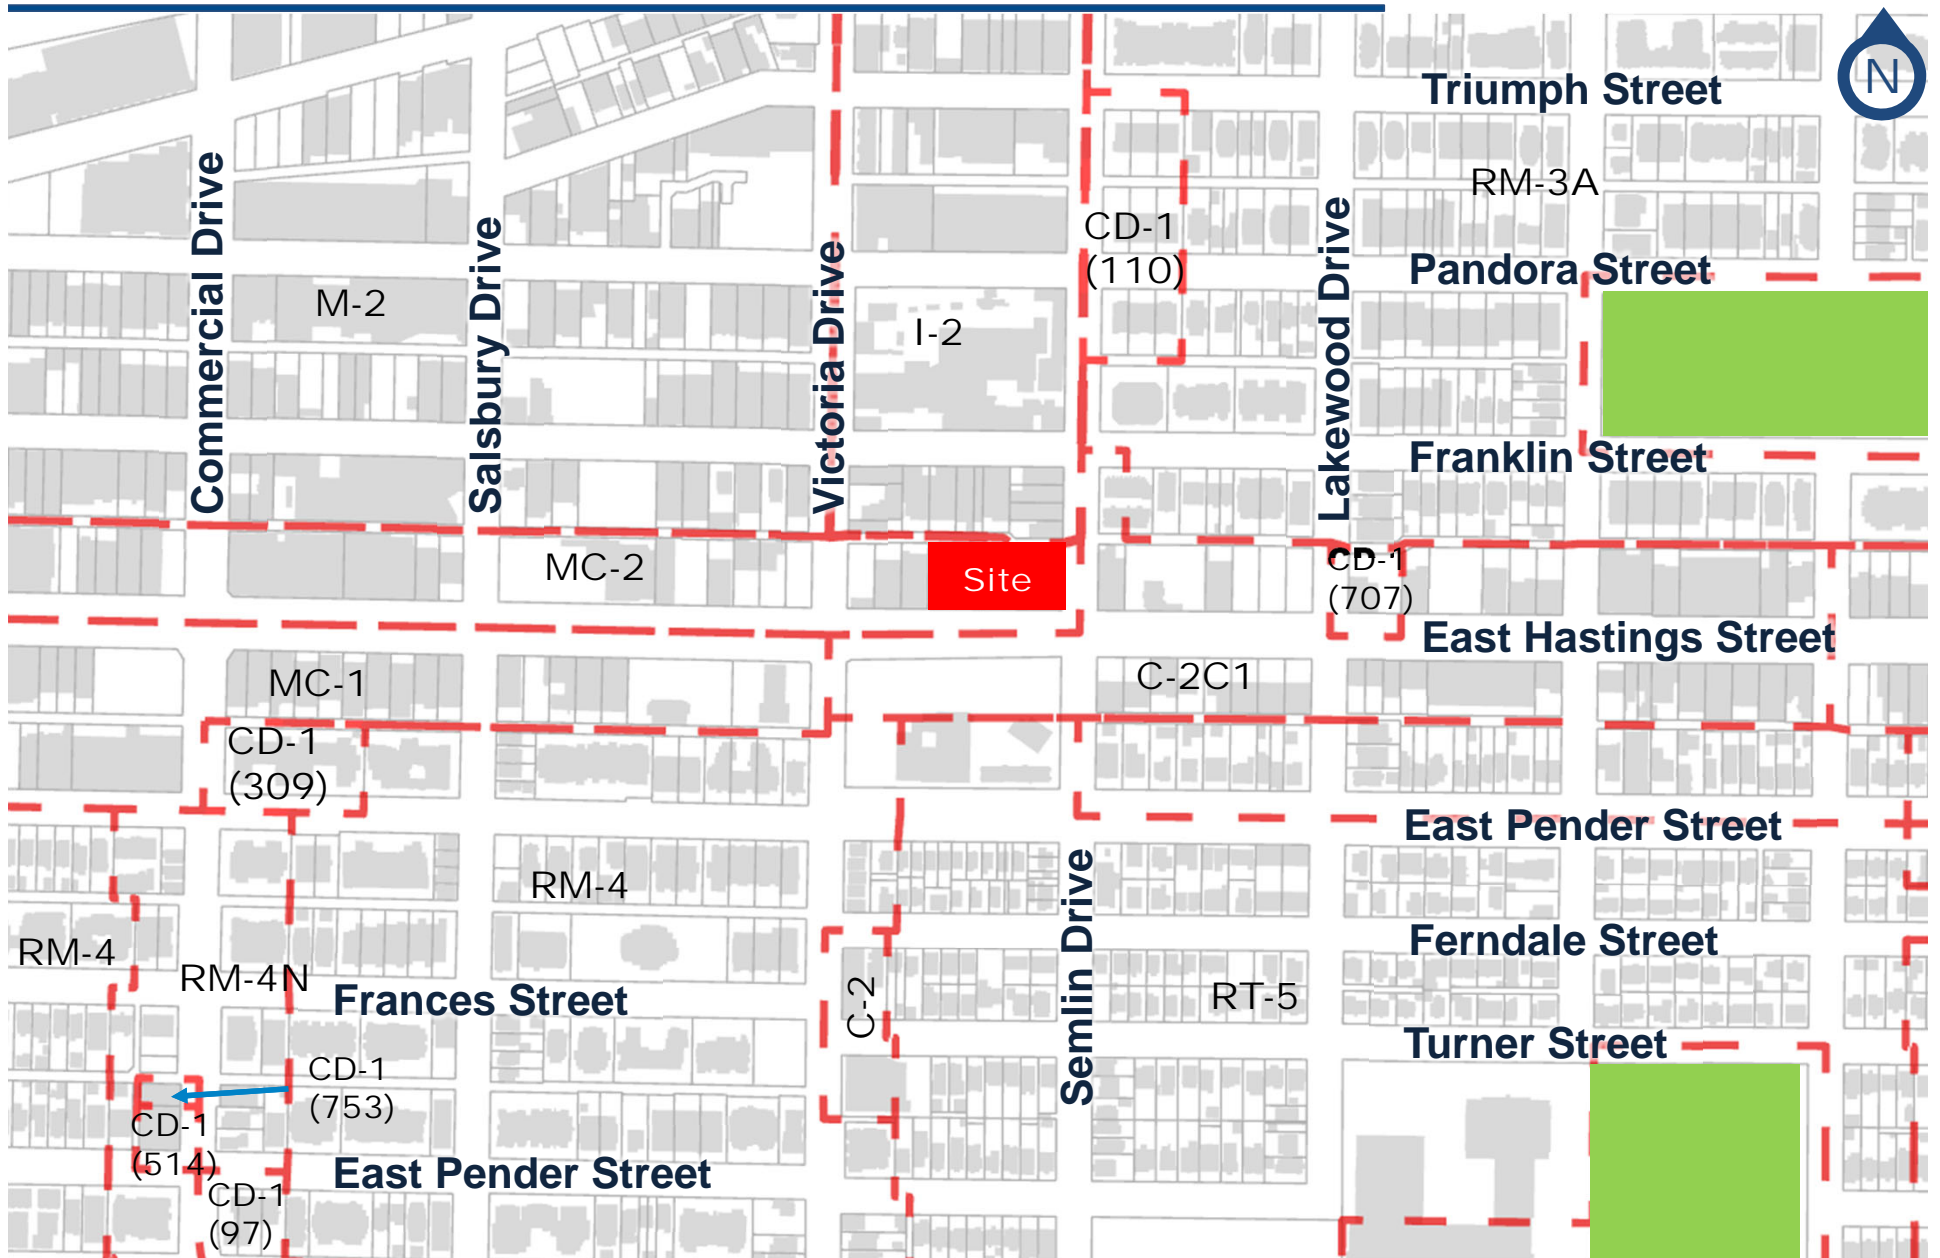 N
Triumph Street
RM-3A
Commercial Drive
Salsbury Drive
Victoria Drive
CD-1
(110)
Lakewood Drive
Pandora Street
M-2
I-2
Franklin Street
MC-2
Site
CD-1
(707)
East Hastings Street
MC-1
C-2C1
CD-1
(309)
East Pender Street
RM-4
Semlin Drive
RM-4
RM-4N
Ferndale Street
Frances Street
C-2
RT-5
Turner Street
CD-1
(753)
CD-1
(514)
East Pender Street
CD-1
(97)